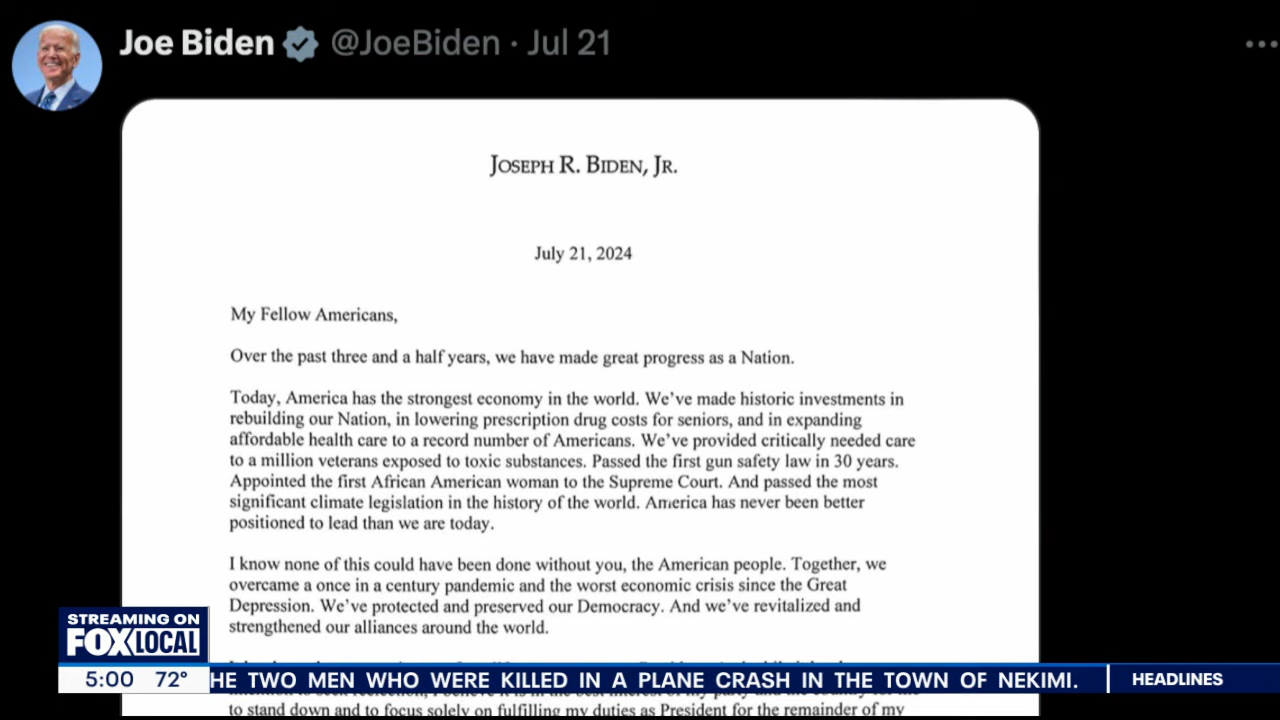 Joe Biden @JoeBiden · Jul 21
JOSEPH R. BIDEN, JR.
July 21, 2024
My Fellow Americans,
Over the past three and a half years, we have made great progress as a Nation.
Today, America has the strongest economy in the world. We've made historic investments in
rebuilding our Nation, in lowering prescription drug costs for seniors, and in expanding
affordable health care to a record number of Americans. We've provided critically needed care
to a million veterans exposed to toxic substances. Passed the first gun safety law in 30 years.
Appointed the first African American woman to the Supreme Court. And passed the most
significant climate legislation in the history of the world. America has never been better
positioned to lead than we are today.
I know none of this could have been done without you, the American people. Together, we
overcame a once in a century pandemic and the worst economic crisis since the Great
Depression. We've protected and preserved our Democracy. And we've revitalized and
strengthened our alliances around the world.
to stand down and to focus solely on fulfilling my duties as President for the remainder of my
STREAMING ON
FOX LOCAL
5:00 72° HE TWO MEN WHO WERE KILLED IN A PLANE CRASH IN THE TOWN OF NEKIMI. HEADLINES